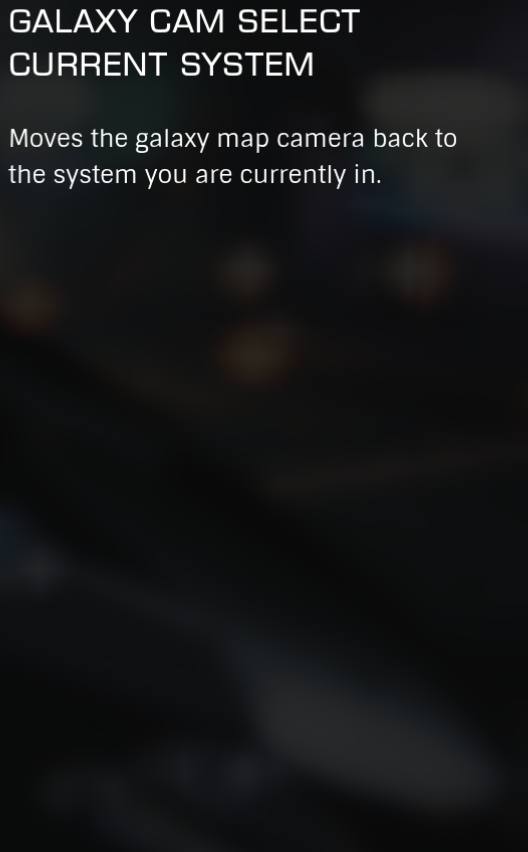 GALAXY CAM SELECT
CURRENT SYSTEM
Moves the galaxy map camera back to
the system you are currently in.